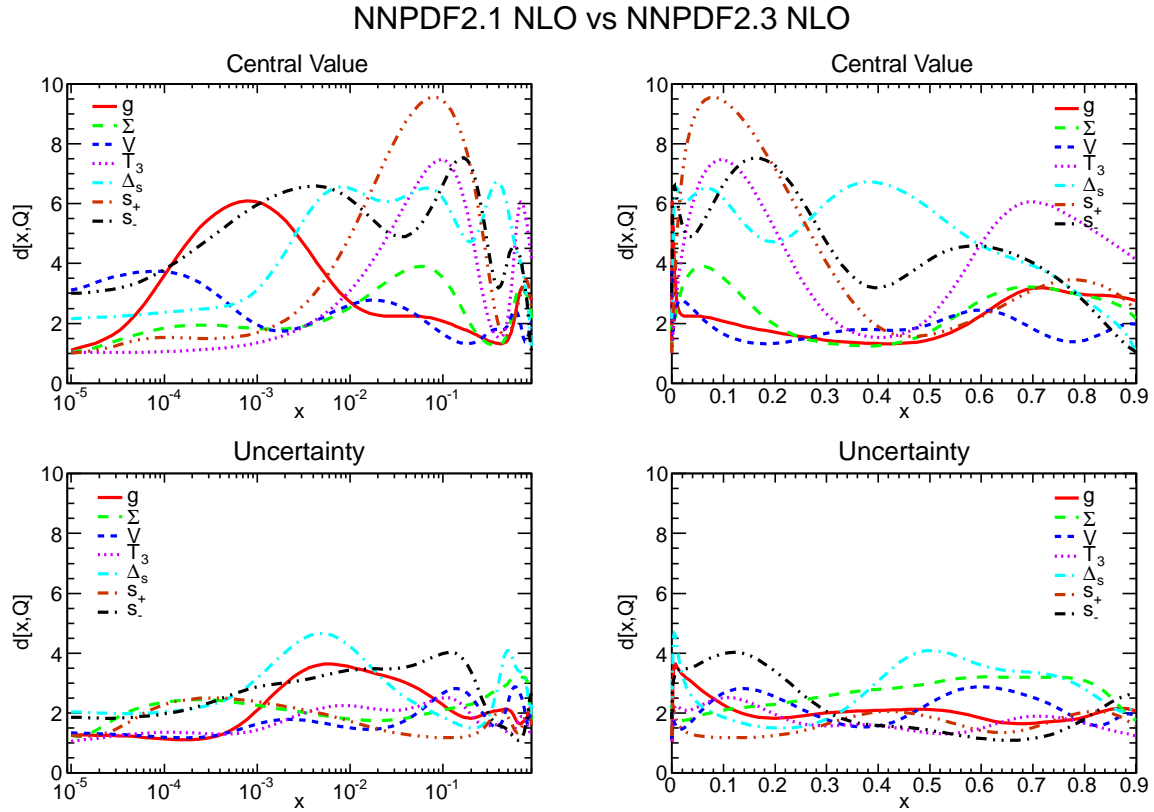 NNPDF2.1 NLO vs NNPDF2.3 NLO
Central Value
d[x,Q]
10
8
6
4
2
0
g
Σ
V
T₃
Δₛ
s₊
s₋
10⁻⁵ 10⁻⁴ 10⁻³ 10⁻² 10⁻¹
x
Central Value
d[x,Q]
10
8
6
4
2
0
g
Σ
V
T₃
Δₛ
s₊
s₋
0 0.1 0.2 0.3 0.4 0.5 0.6 0.7 0.8 0.9
x
Uncertainty
d[x,Q]
10
8
6
4
2
0
g
Σ
V
T₃
Δₛ
s₊
s₋
10⁻⁵ 10⁻⁴ 10⁻³ 10⁻² 10⁻¹
x
Uncertainty
d[x,Q]
10
8
6
4
2
0
g
Σ
V
T₃
Δₛ
s₊
s₋
0 0.1 0.2 0.3 0.4 0.5 0.6 0.7 0.8 0.9
x